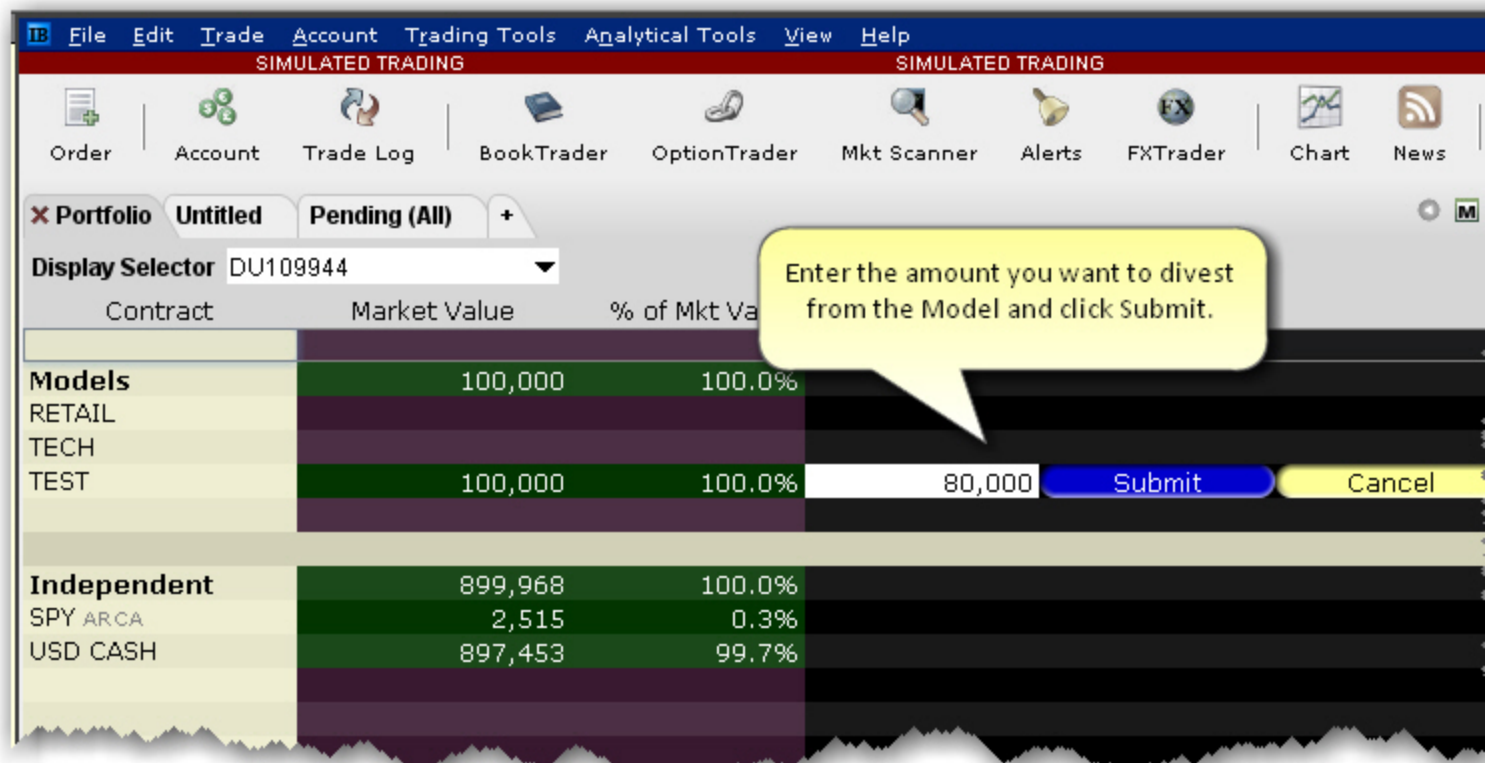 IB File Edit Trade Account Trading Tools Analytical Tools View Help
SIMULATED TRADING SIMULATED TRADING
FX
Order Account Trade Log BookTrader OptionTrader Mkt Scanner Alerts FXTrader Chart News
Portfolio Untitled Pending (All) + M
Display Selector DU109944
Enter the amount you want to divest
from the Model and click Submit.
Contract Market Value % of Mkt Va
Models 100,000 100.0%
RETAIL
TECH
TEST 100,000 100.0% 80,000 Submit Cancel
Independent 899,968 100.0%
SPY ARCA 2,515 0.3%
USD CASH 897,453 99.7%